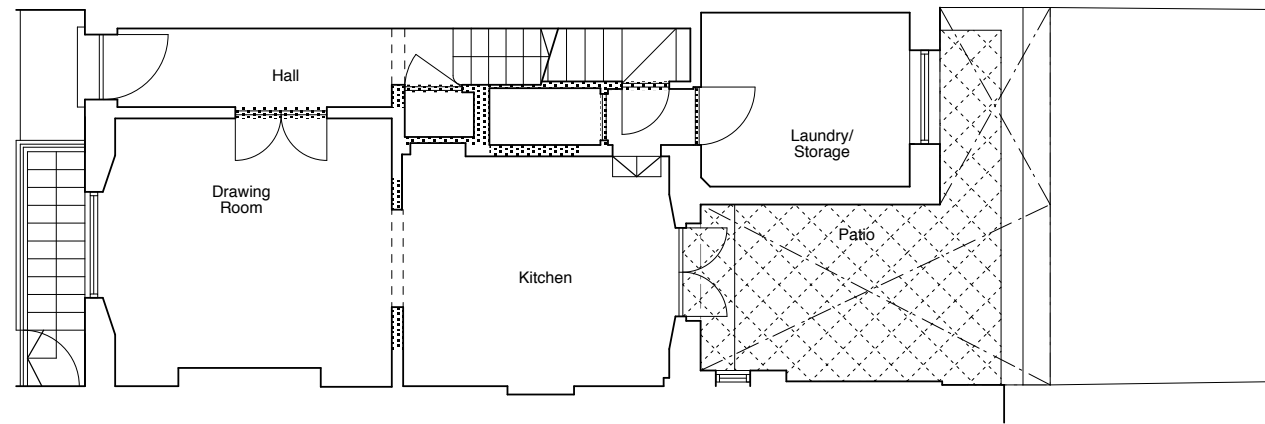 Hall
Laundry/
Storage
Drawing
Room
Patio
Kitchen